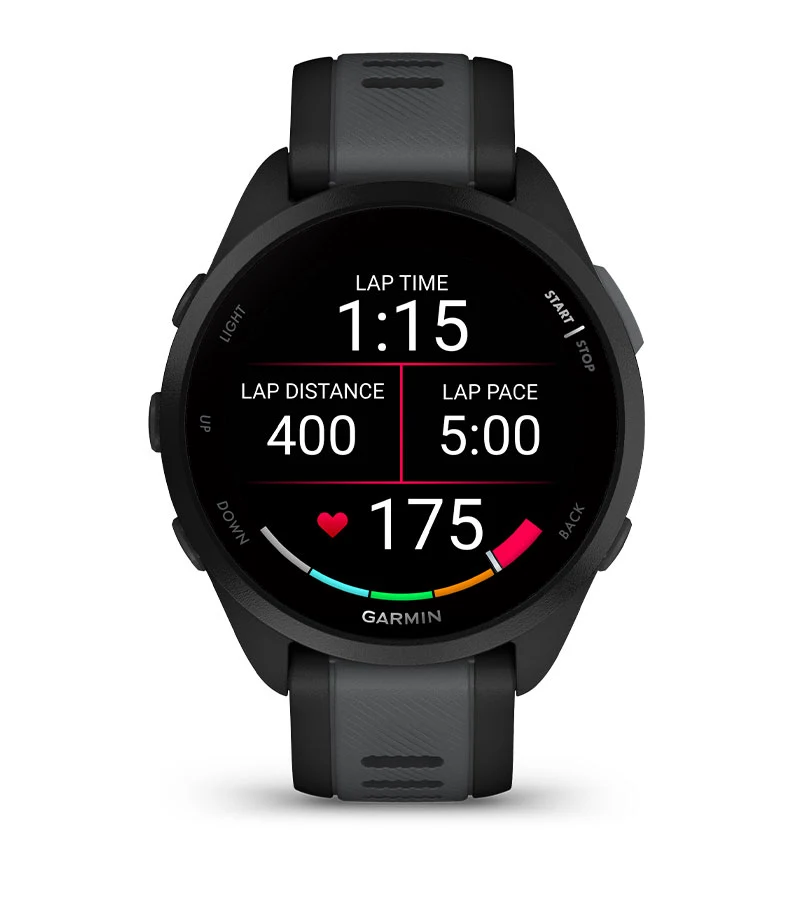 LAP TIME
1:15
LIGHT
START
STOP
LAP DISTANCE
LAP PACE
400
5:00
UP
175
DOWN
BACK
GARMIN